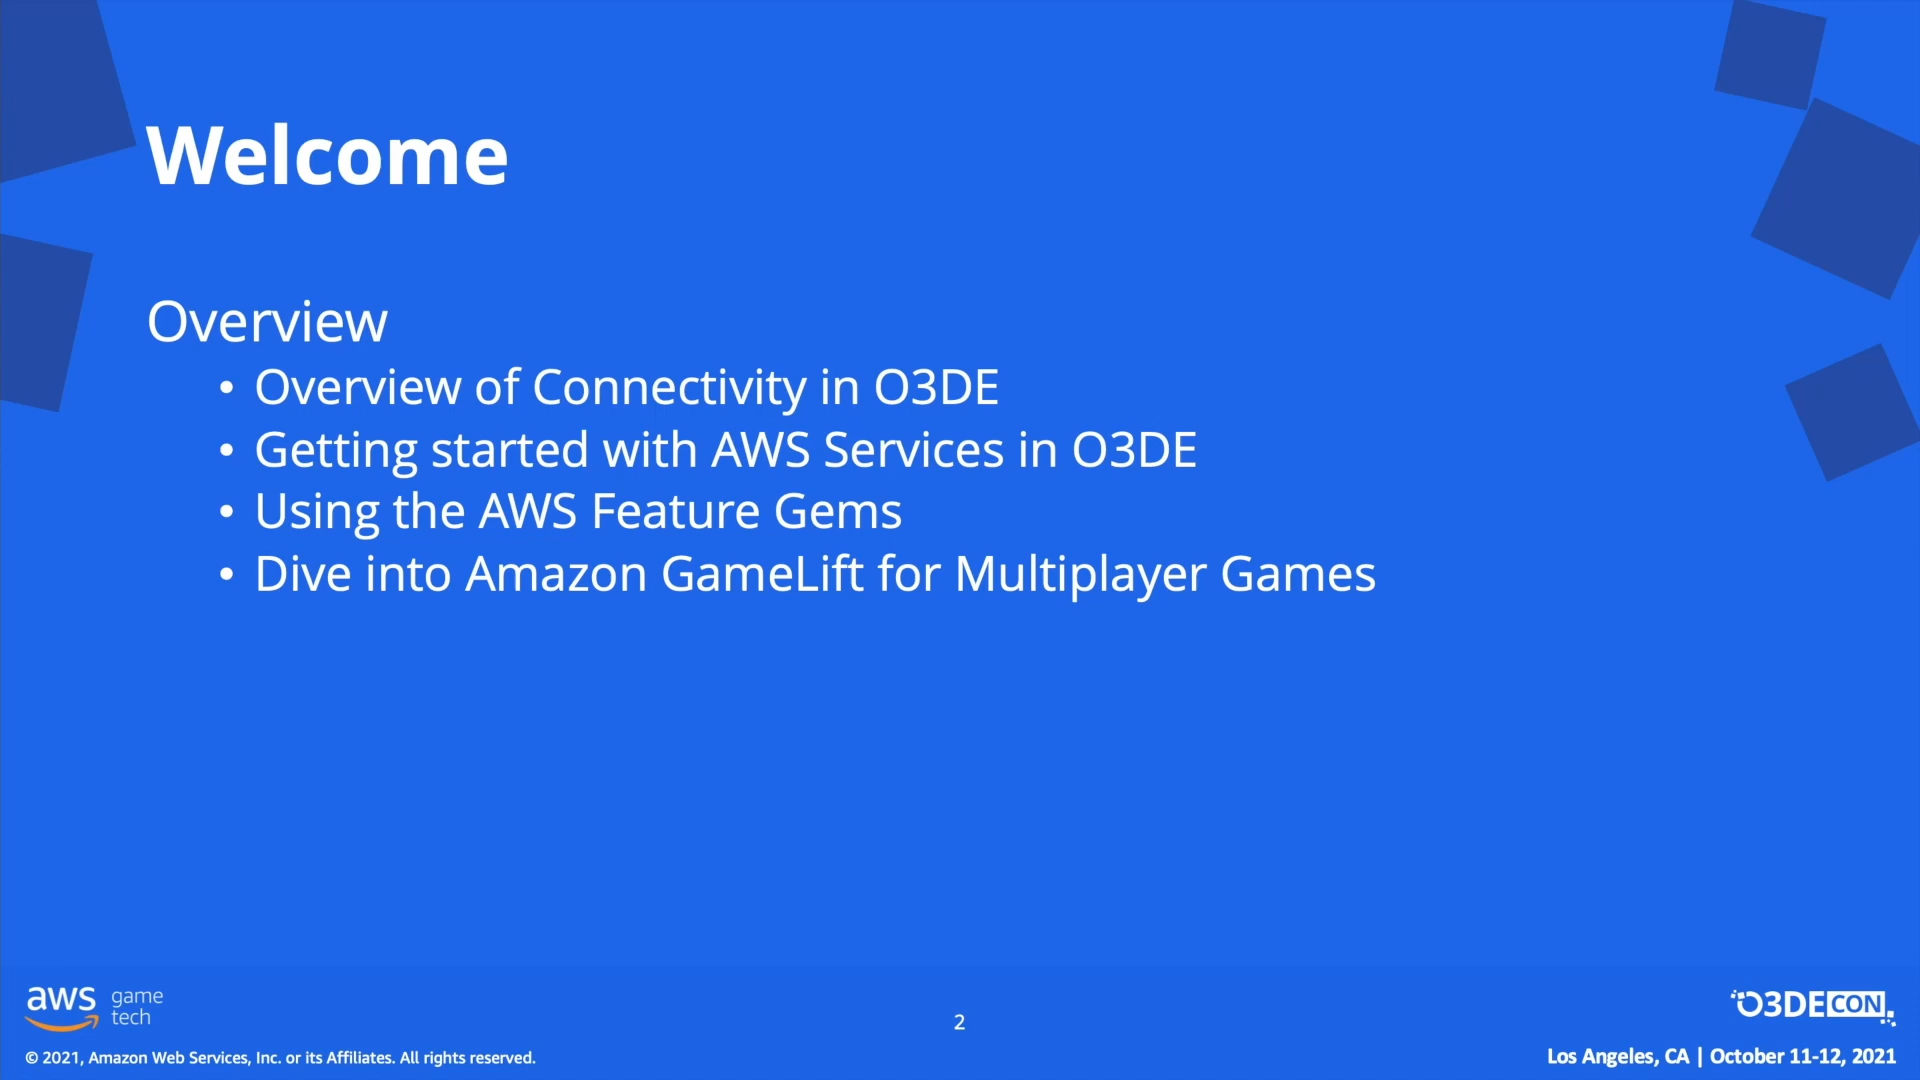 Welcome
Overview
• Overview of Connectivity in O3DE
• Getting started with AWS Services in O3DE
• Using the AWS Feature Gems
• Dive into Amazon GameLift for Multiplayer Games
aws game tech
2
O3DECON
© 2021, Amazon Web Services, Inc. or its Affiliates. All rights reserved.
Los Angeles, CA | October 11-12, 2021